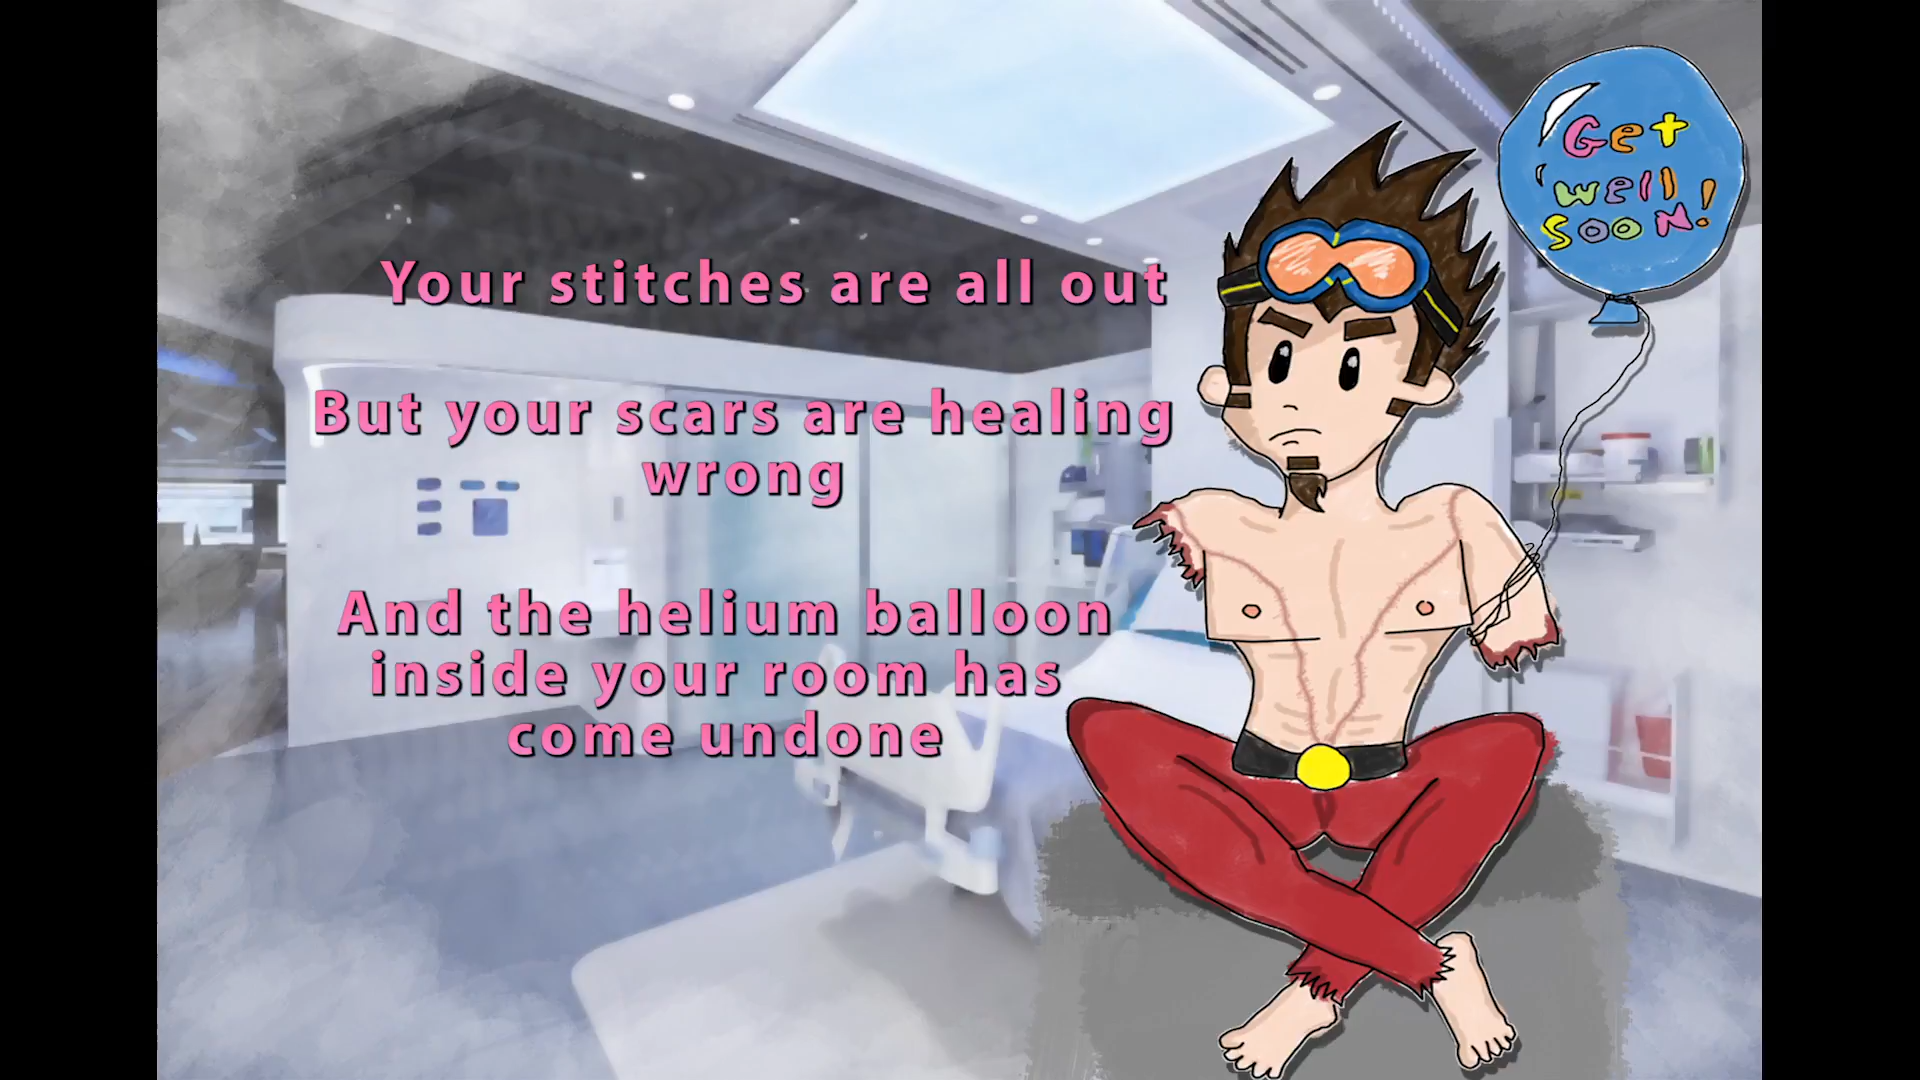 Your stitches are all out
But your scars are healing
wrong
And the helium balloon
inside your room has
come undone
Get
well
SOON!